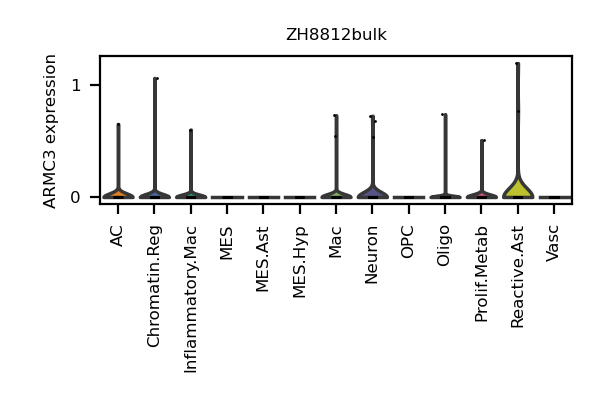 ZH8812bulk
ARMC3 expression
1
0
AC
Chromatin.Reg
Inflammatory.Mac
MES
MES.Ast
MES.Hyp
Mac
Neuron
OPC
Oligo
Prolif.Metab
Reactive.Ast
Vasc